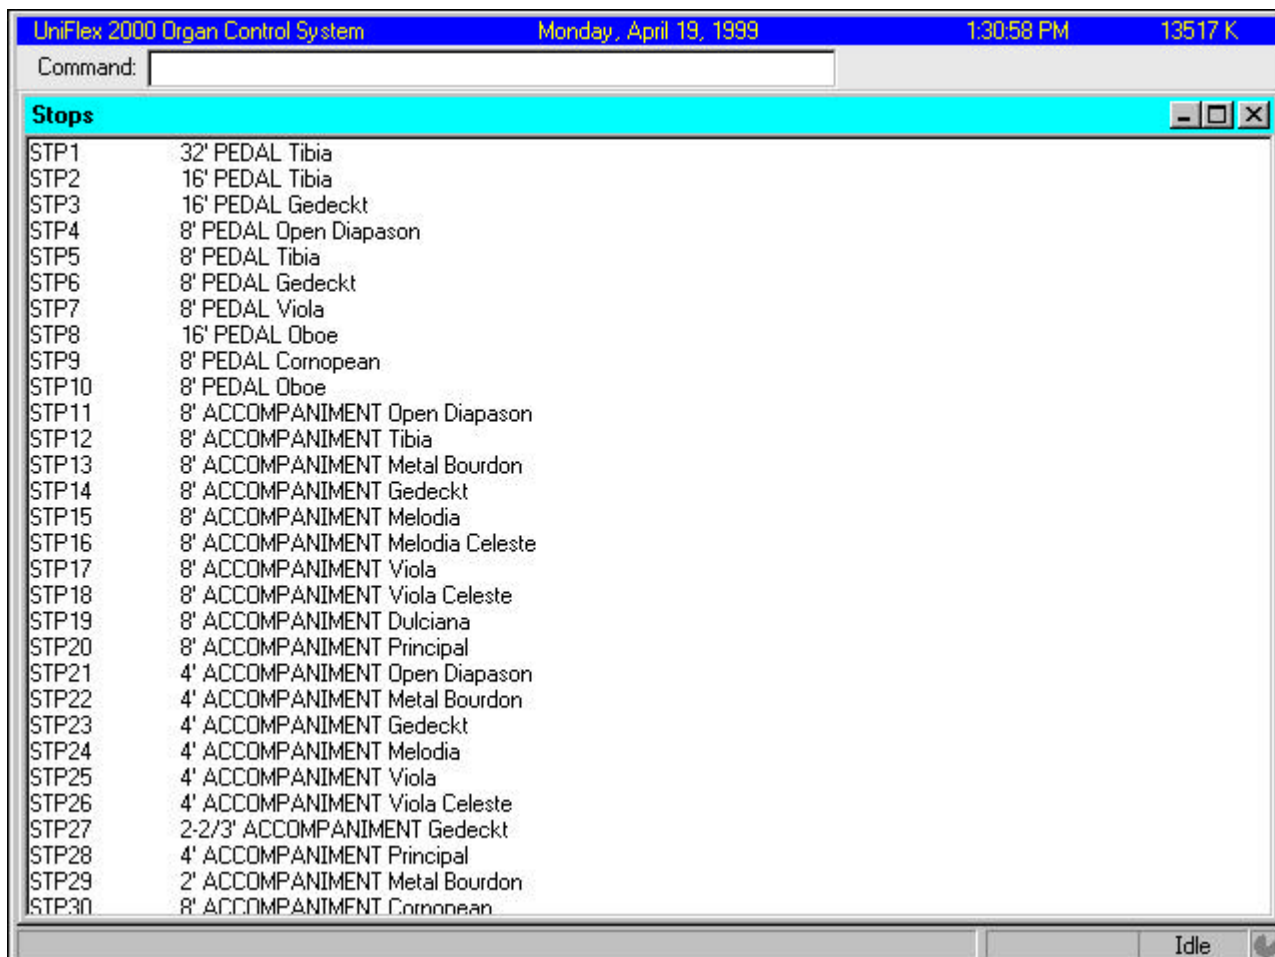 UniFlex 2000 Organ Control System Monday, April 19, 1999 1:30:58 PM 13517 K
Command:
Stops
STP1 32' PEDAL Tibia
STP2 16' PEDAL Tibia
STP3 16' PEDAL Gedeckt
STP4 8' PEDAL Open Diapason
STP5 8' PEDAL Tibia
STP6 8' PEDAL Gedeckt
STP7 8' PEDAL Viola
STP8 16' PEDAL Oboe
STP9 8' PEDAL Cornopean
STP10 8' PEDAL Oboe
STP11 8' ACCOMPANIMENT Open Diapason
STP12 8' ACCOMPANIMENT Tibia
STP13 8' ACCOMPANIMENT Metal Bourdon
STP14 8' ACCOMPANIMENT Gedeckt
STP15 8' ACCOMPANIMENT Melodia
STP16 8' ACCOMPANIMENT Melodia Celeste
STP17 8' ACCOMPANIMENT Viola
STP18 8' ACCOMPANIMENT Viola Celeste
STP19 8' ACCOMPANIMENT Dulciana
STP20 8' ACCOMPANIMENT Principal
STP21 4' ACCOMPANIMENT Open Diapason
STP22 4' ACCOMPANIMENT Metal Bourdon
STP23 4' ACCOMPANIMENT Gedeckt
STP24 4' ACCOMPANIMENT Melodia
STP25 4' ACCOMPANIMENT Viola
STP26 4' ACCOMPANIMENT Viola Celeste
STP27 2-2/3' ACCOMPANIMENT Gedeckt
STP28 4' ACCOMPANIMENT Principal
STP29 2' ACCOMPANIMENT Metal Bourdon
STP30 8' ACCOMPANIMENT Cornopean
Idle